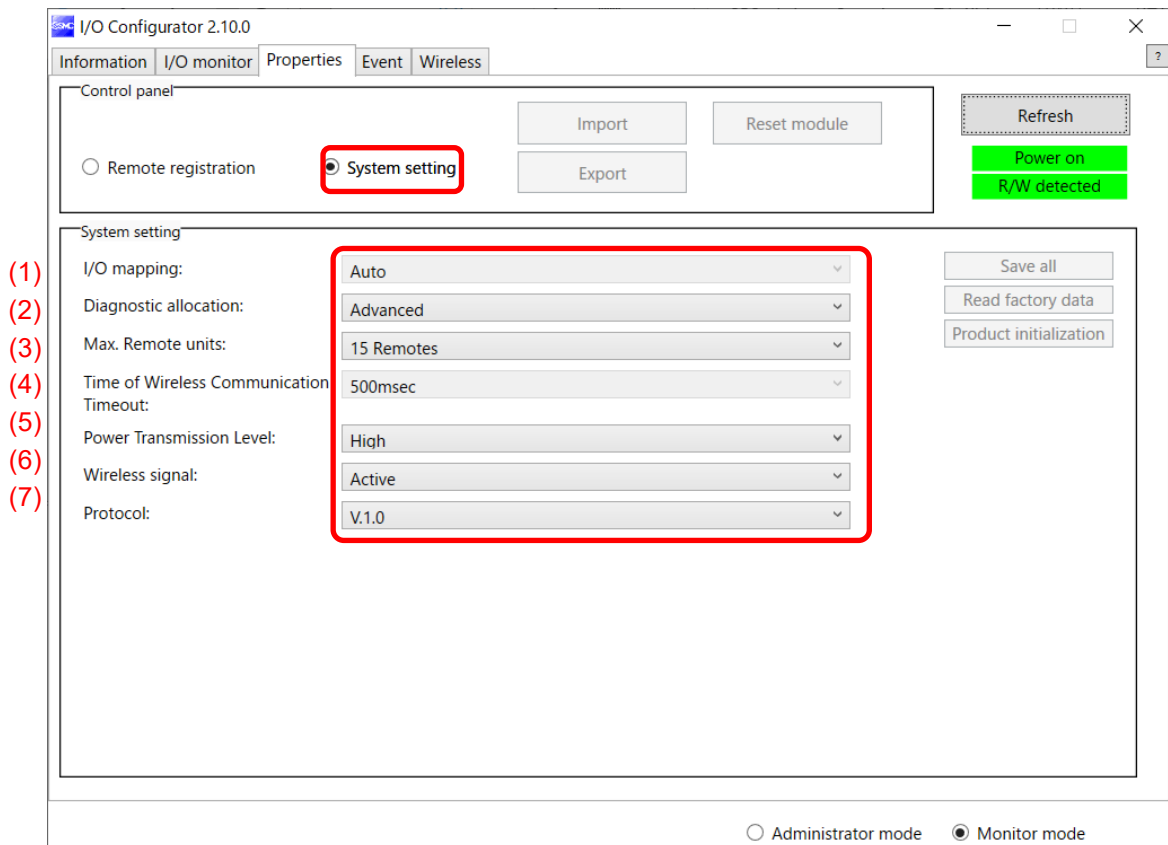 SMC I/O Configurator 2.10.0
Information I/O monitor Properties Event Wireless ?
Control panel
Import Reset module Refresh
Remote registration System setting Export Power on
R/W detected
System setting
(1) I/O mapping: Auto Save all
(2) Diagnostic allocation: Advanced Read factory data
(3) Max. Remote units: 15 Remotes Product initialization
(4) Time of Wireless Communication 500msec
Timeout:
(5) Power Transmission Level: High
(6) Wireless signal: Active
(7) Protocol: V.1.0
Administrator mode Monitor mode